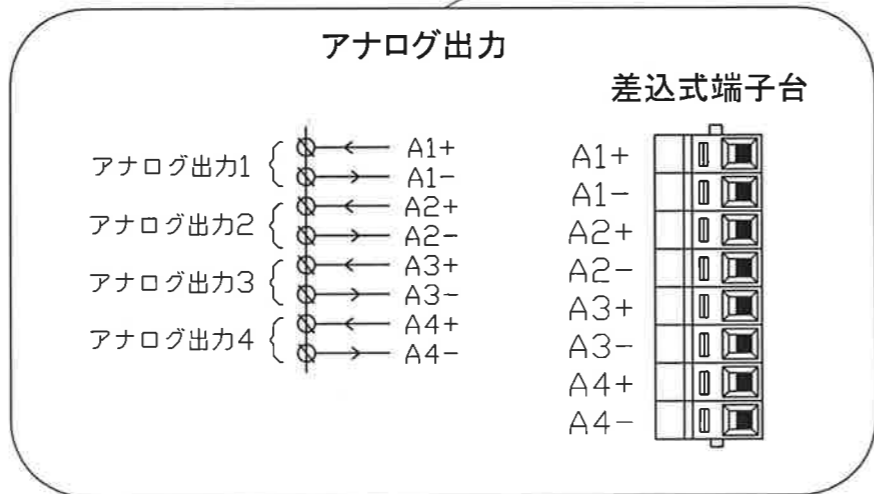 アナログ出力
差込式端子台
アナログ出力1
A1+
A1-
アナログ出力2
A2+
A2-
アナログ出力3
A3+
A3-
アナログ出力4
A4+
A4-
A1+
A1-
A2+
A2-
A3+
A3-
A4+
A4-